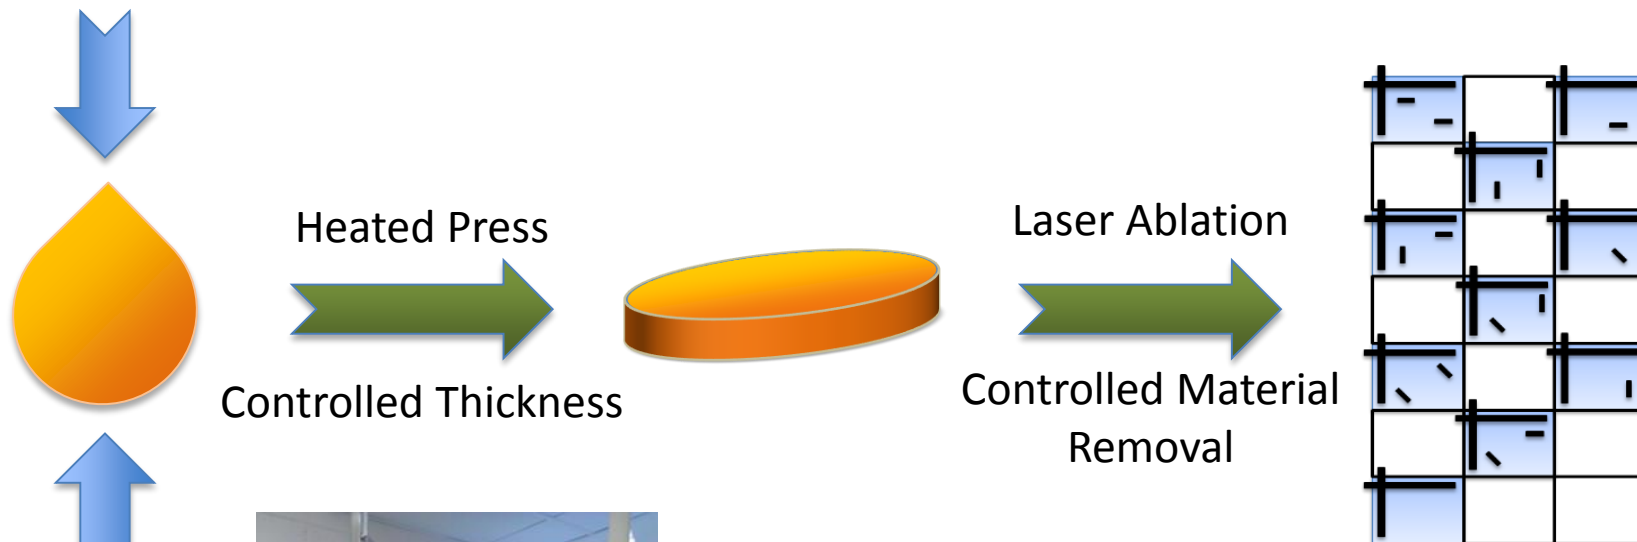 Heated Press
Controlled Thickness
Laser Ablation
Controlled Material
Removal